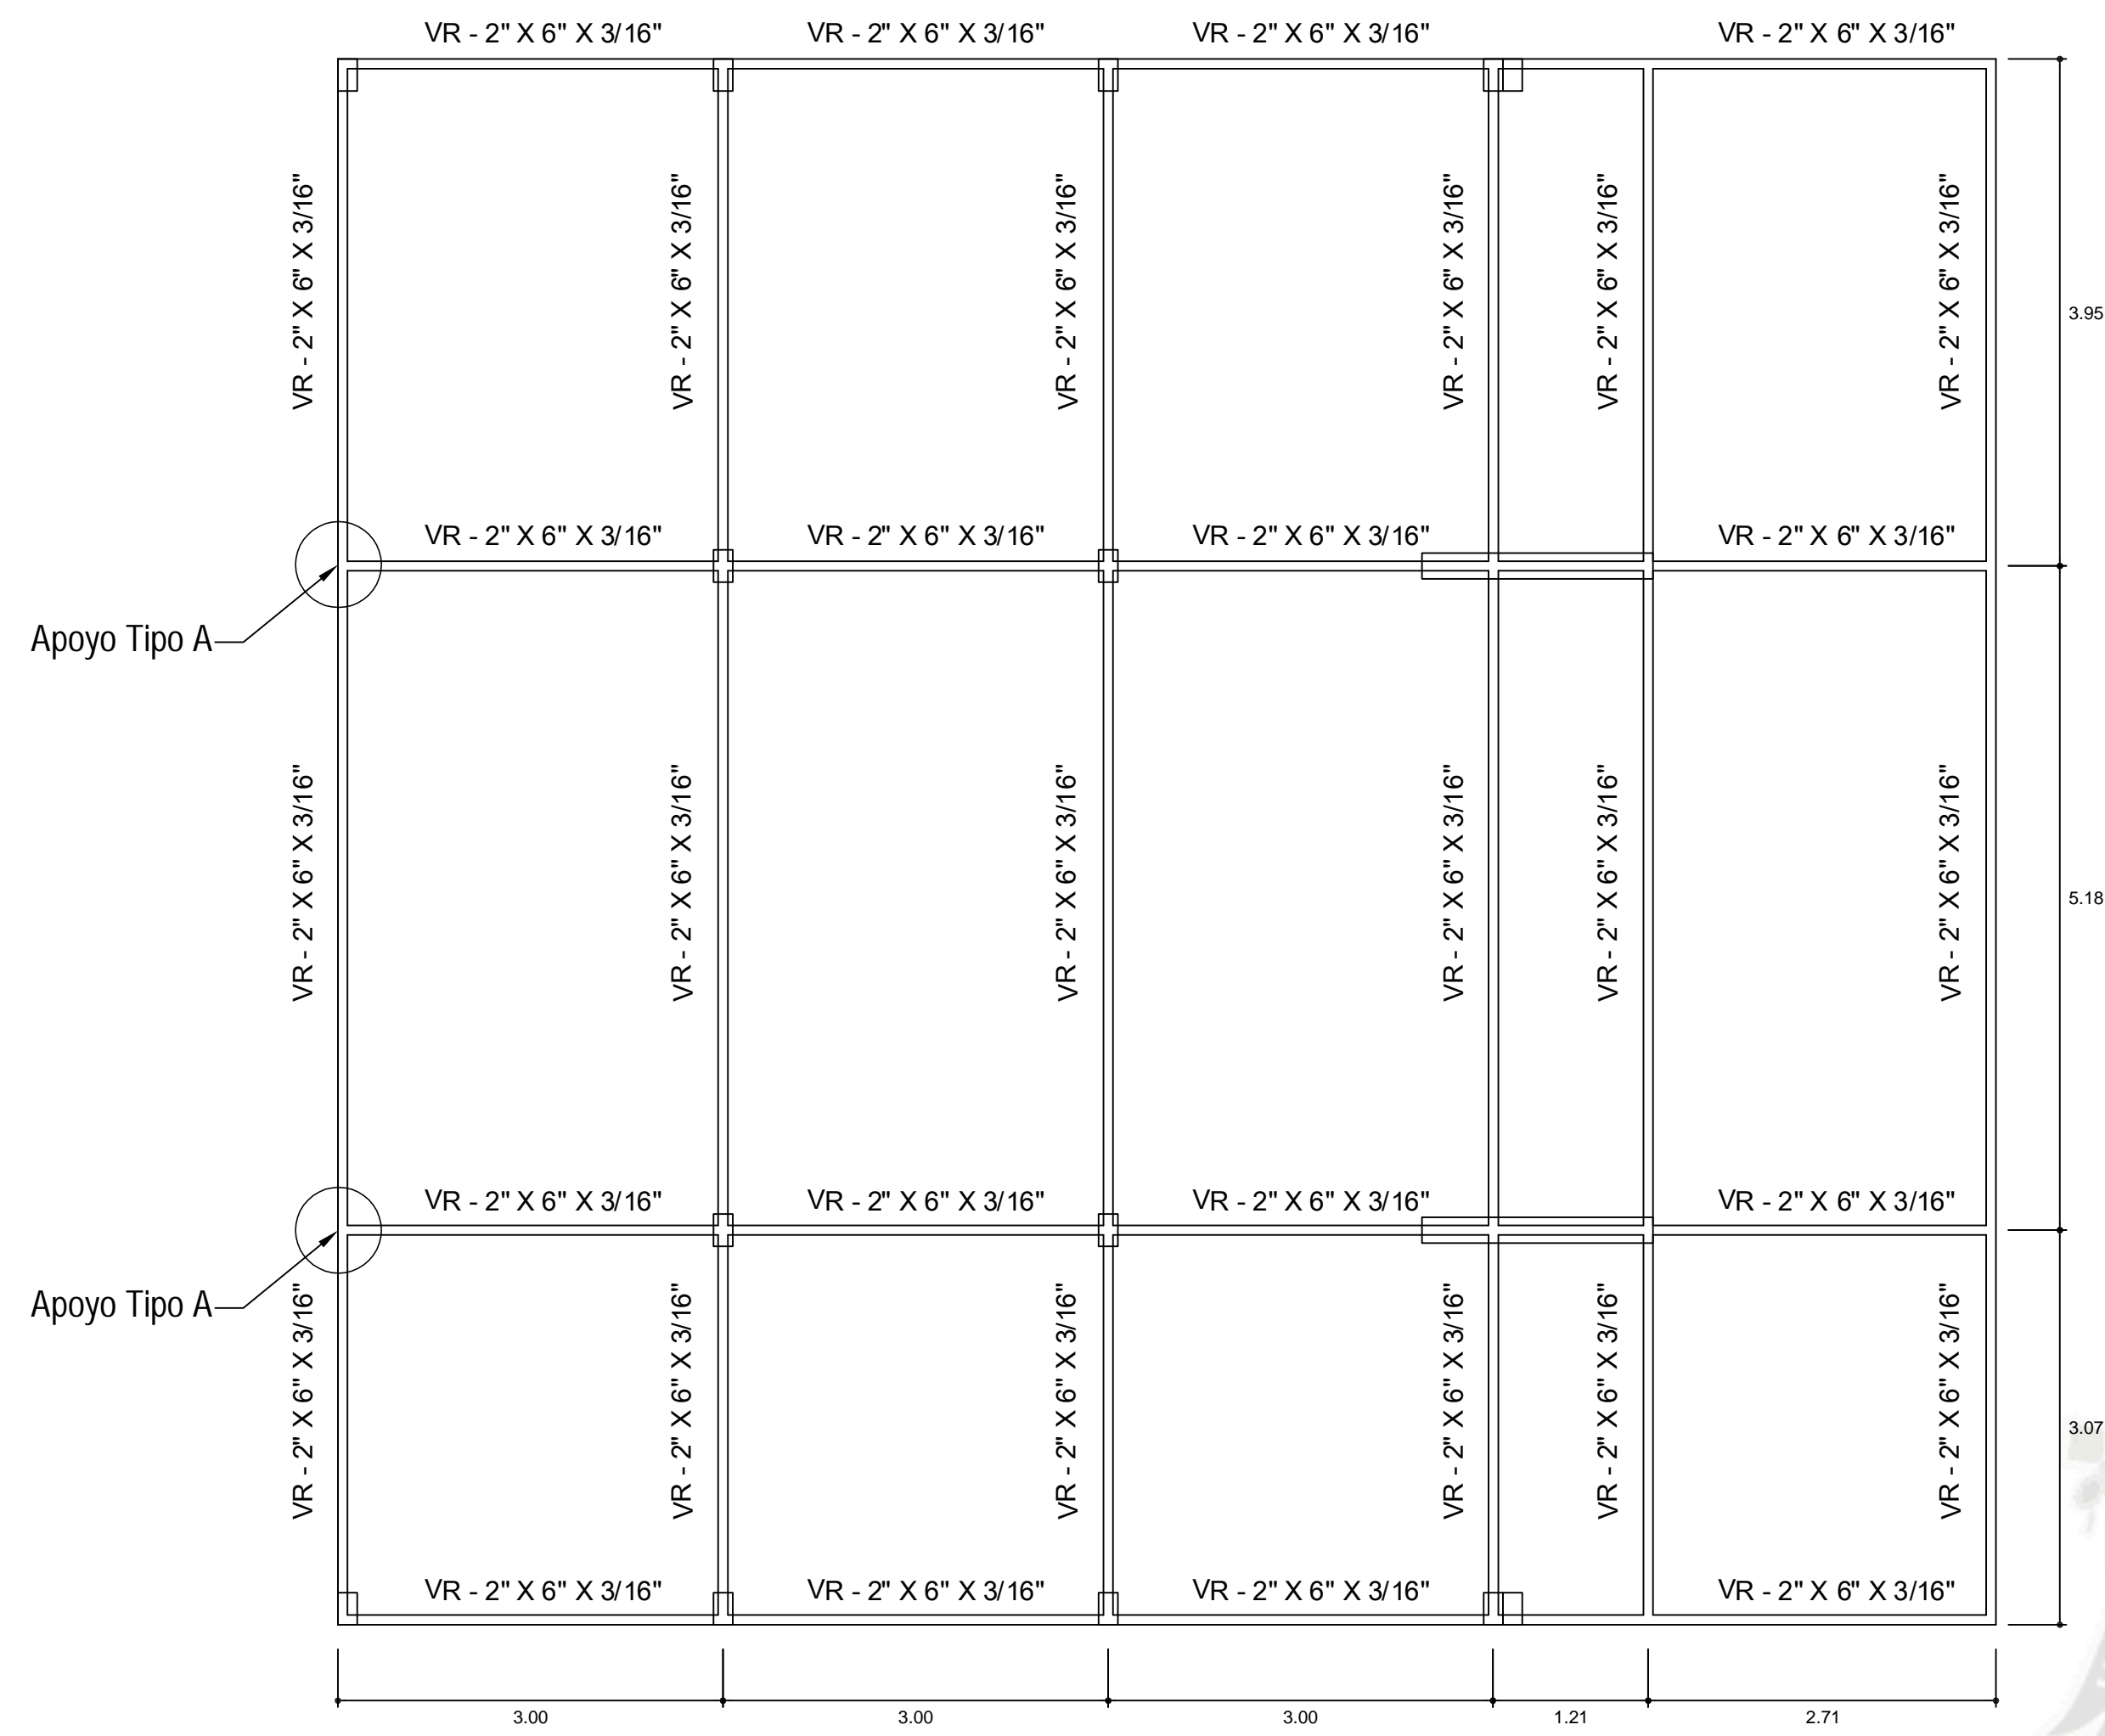 VR - 2" X 6" X 3/16"
VR - 2" X 6" X 3/16"
VR - 2" X 6" X 3/16"
VR - 2" X 6" X 3/16"
VR - 2" X 6" X 3/16"
VR - 2" X 6" X 3/16"
VR - 2" X 6" X 3/16"
VR - 2" X 6" X 3/16"
VR - 2" X 6" X 3/16"
VR - 2" X 6" X 3/16"
3.95
VR - 2" X 6" X 3/16"
VR - 2" X 6" X 3/16"
VR - 2" X 6" X 3/16"
VR - 2" X 6" X 3/16"
Apoyo Tipo A
VR - 2" X 6" X 3/16"
VR - 2" X 6" X 3/16"
VR - 2" X 6" X 3/16"
VR - 2" X 6" X 3/16"
VR - 2" X 6" X 3/16"
VR - 2" X 6" X 3/16"
5.18
VR - 2" X 6" X 3/16"
VR - 2" X 6" X 3/16"
VR - 2" X 6" X 3/16"
VR - 2" X 6" X 3/16"
Apoyo Tipo A
VR - 2" X 6" X 3/16"
VR - 2" X 6" X 3/16"
VR - 2" X 6" X 3/16"
VR - 2" X 6" X 3/16"
VR - 2" X 6" X 3/16"
VR - 2" X 6" X 3/16"
3.07
VR - 2" X 6" X 3/16"
VR - 2" X 6" X 3/16"
VR - 2" X 6" X 3/16"
VR - 2" X 6" X 3/16"
3.00
3.00
3.00
1.21
2.71